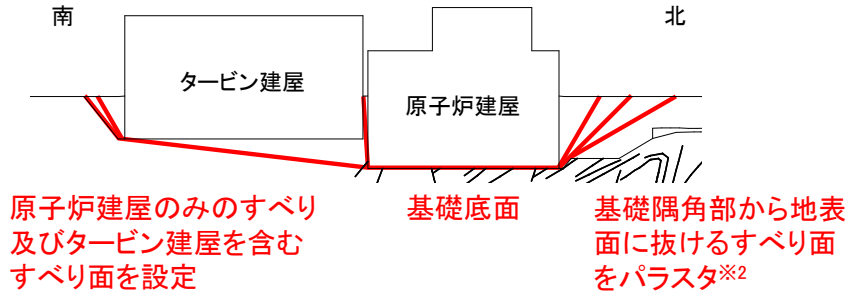 南
北
タービン建屋
原子炉建屋
原子炉建屋のみのすべり
及びタービン建屋を含む
すべり面を設定
基礎底面
基礎隅角部から地表
面に抜けるすべり面
をパラスタ※2